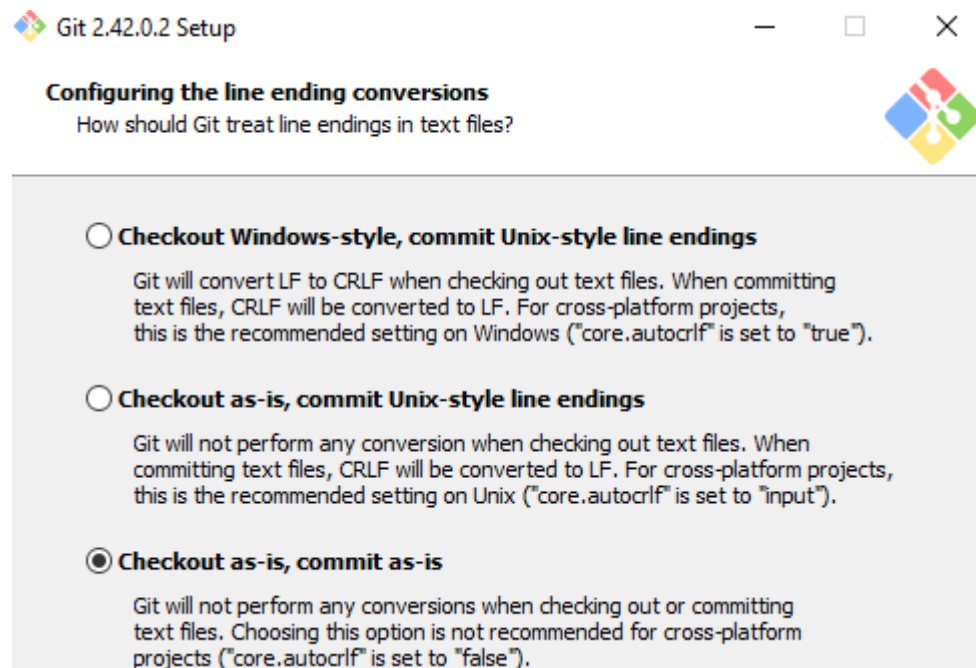 Git 2.42.0.2 Setup
Configuring the line ending conversions
How should Git treat line endings in text files?
Checkout Windows-style, commit Unix-style line endings
Git will convert LF to CRLF when checking out text files. When committing
text files, CRLF will be converted to LF. For cross-platform projects,
this is the recommended setting on Windows ("core.autocrlf" is set to "true").
Checkout as-is, commit Unix-style line endings
Git will not perform any conversion when checking out text files. When
committing text files, CRLF will be converted to LF. For cross-platform projects,
this is the recommended setting on Unix ("core.autocrlf" is set to "input").
Checkout as-is, commit as-is
Git will not perform any conversions when checking out or committing
text files. Choosing this option is not recommended for cross-platform
projects ("core.autocrlf" is set to "false").